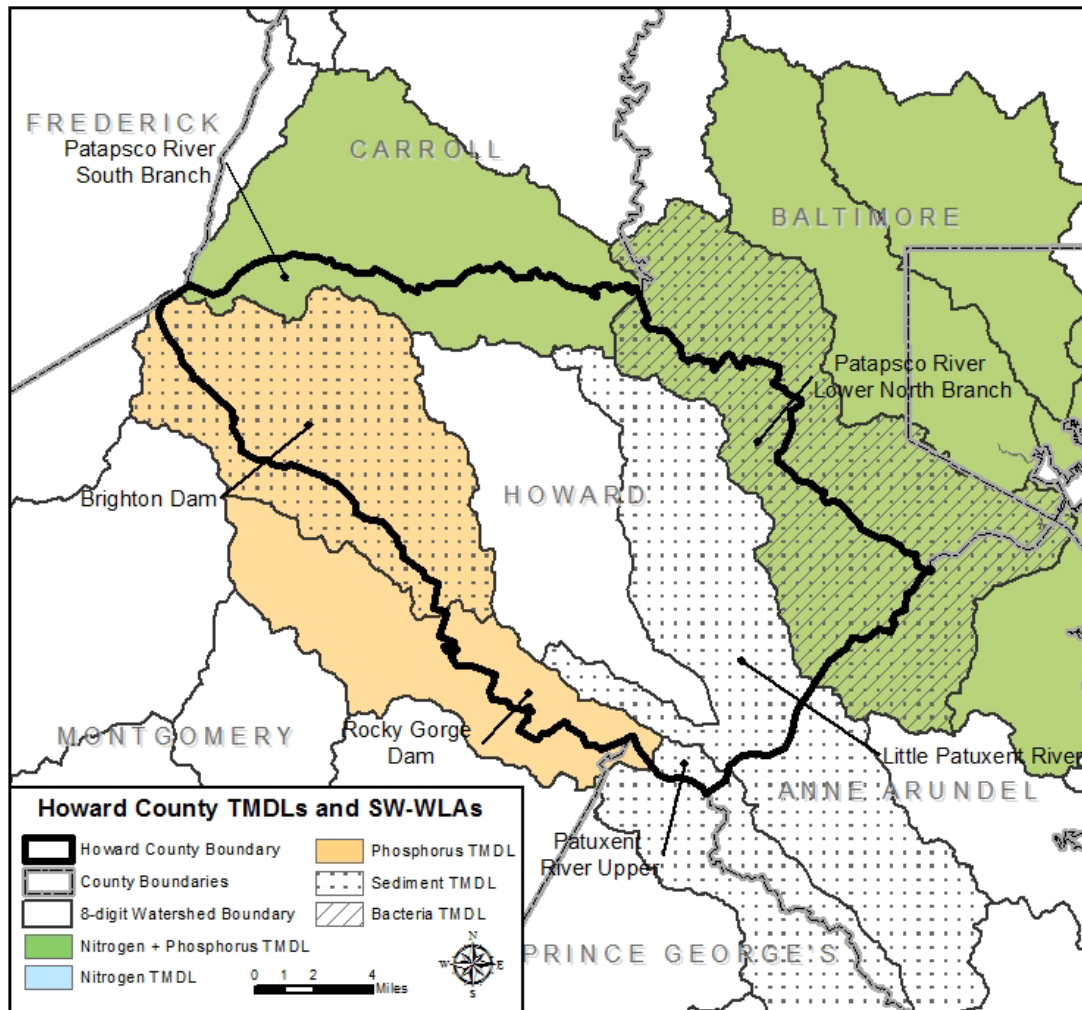 FREDERICK
Patapsco River
South Branch
CARROLL
BALTIMORE
Patapsco River
Lower North Branch
Brighton Dam
HOWARD
MONTGOMERY
Rocky Gorge
Dam
Little Patuxent River
ANNE ARUNDEL
Patuxent
River Upper
PRINCE GEORGE'S
Howard County TMDLs and SW-WLAs
Howard County Boundary
County Boundaries
8-digit Watershed Boundary
Nitrogen + Phosphorus TMDL
Nitrogen TMDL
Phosphorus TMDL
Sediment TMDL
Bacteria TMDL
N
W E
S
0 1 2 4
Miles